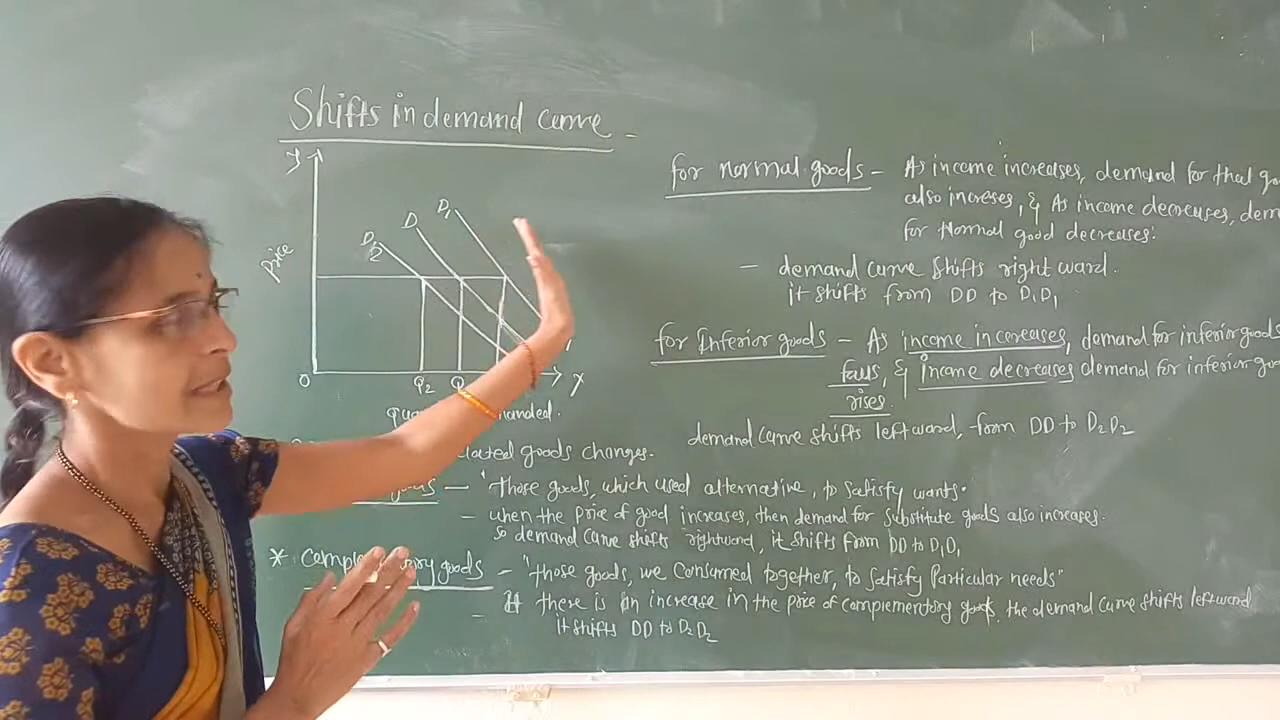 Shifts in demand curve
Y
D2
D
D1
Price
O
Q2
Q
X
lated goods changes.
for normal goods - As income increases, demand for that
also increses, & As income decreases,
for Normal good decreases.
- demand curve shifts right ward.
it shifts from DD to D1D1
for Inferior goods - As income increases, demand for inferior goods
falls, & income decreases demand for inferior
rises.
demand curve shifts leftward, from DD to D2D2
- "Those goods, which used alternative, to satisfy wants.
- when the price of good increases, then demand for substitute goods also increases.
so demand curve shifts rightward, it shifts from DD to D1D1
* goods - "Those goods, we consumed together, to satisfy Particular needs"
- If there is an increase in the price of complementory goods, the demand curve shifts leftward
it shifts DD to D2D2